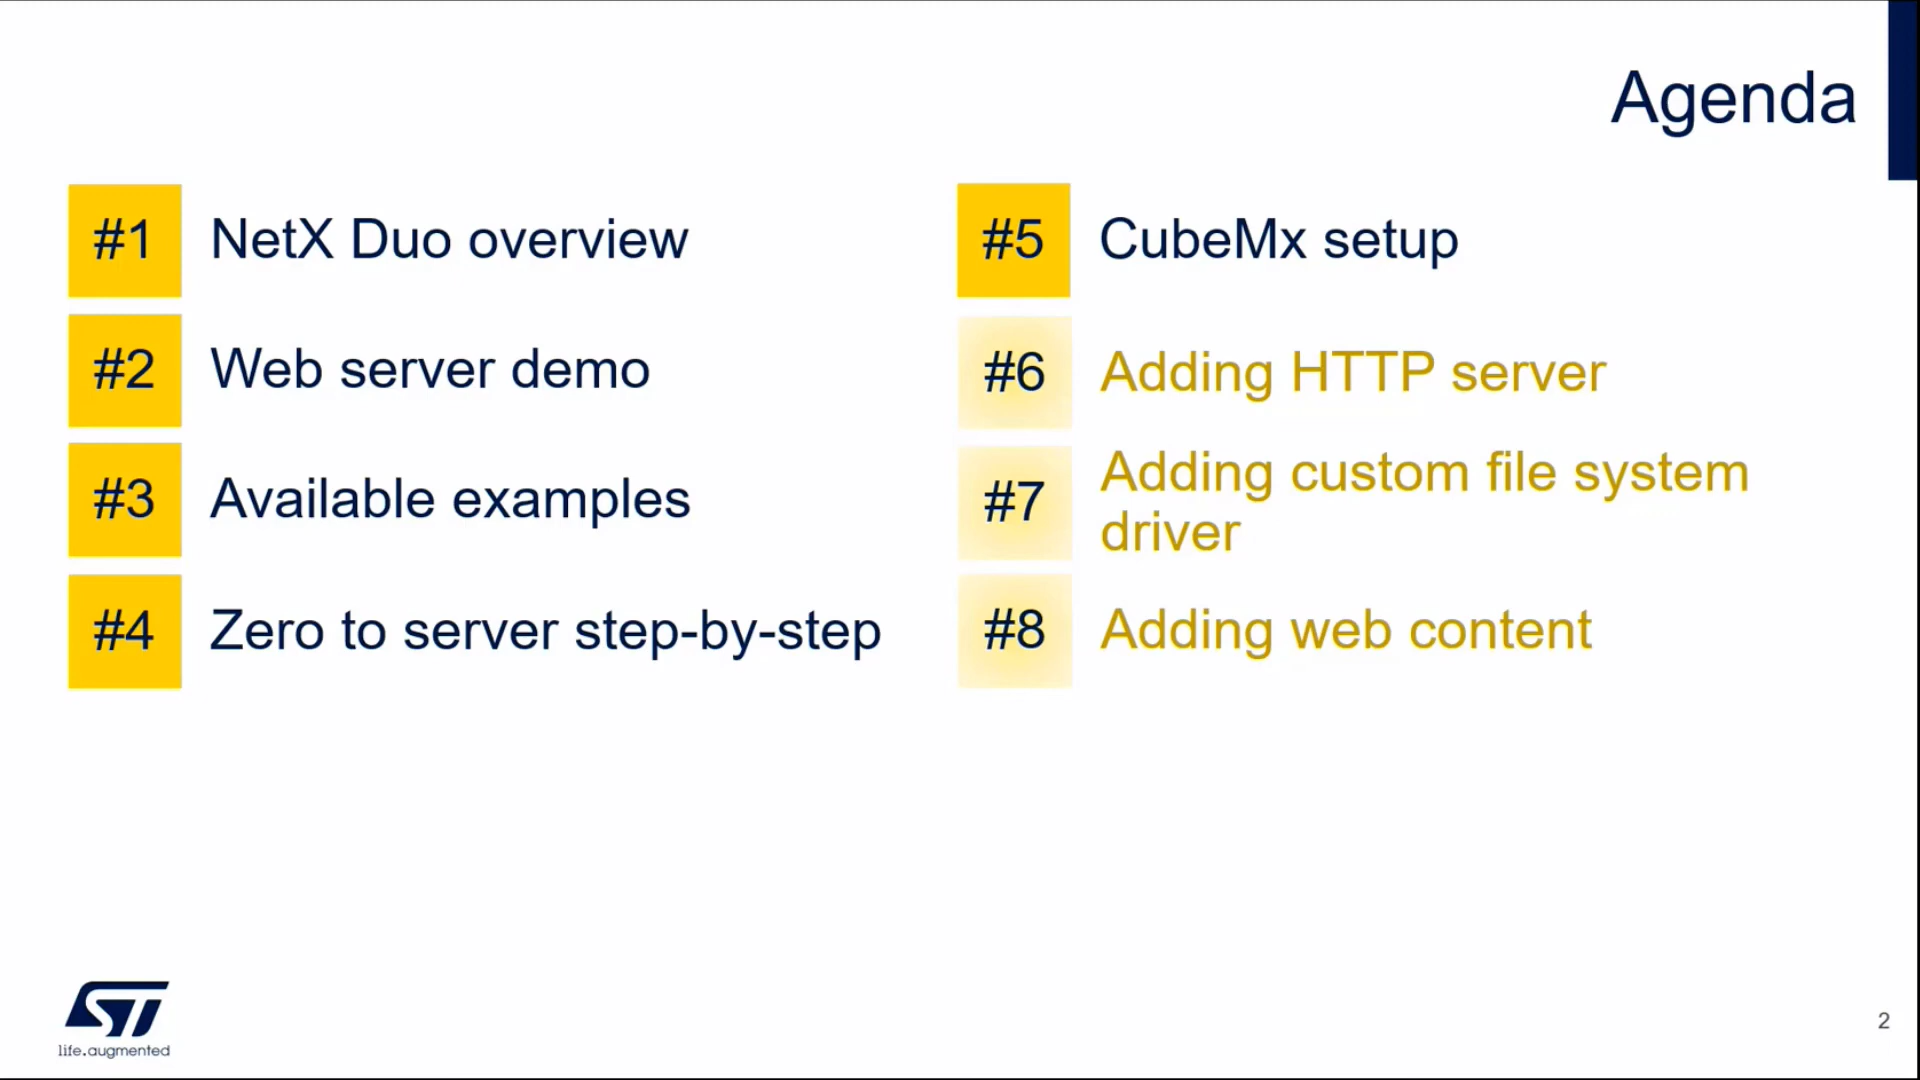 Agenda
#1 NetX Duo overview
#2 Web server demo
#3 Available examples
#4 Zero to server step-by-step
#5 CubeMx setup
#6 Adding HTTP server
#7 Adding custom file system
driver
#8 Adding web content
ST
life.augmented
2